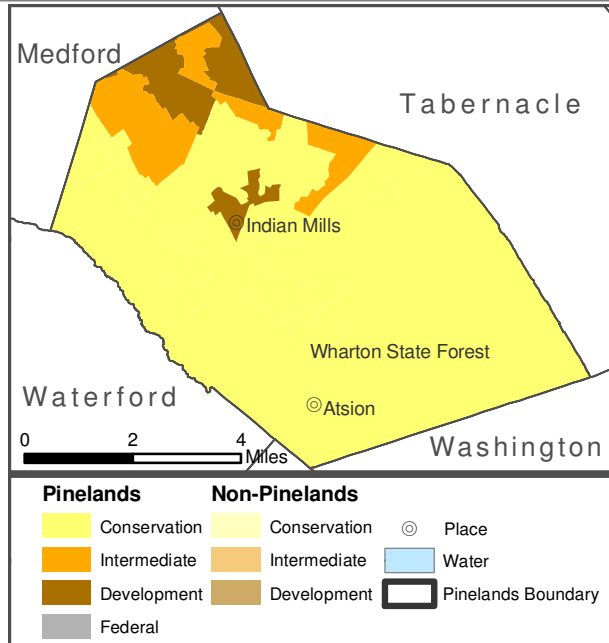 Medford
Tabernacle
Indian Mills
Wharton State Forest
Waterford
Atsion
Washington
0 2 4
Miles
Pinelands Non-Pinelands
Conservation Conservation Place
Intermediate Intermediate Water
Development Development Pinelands Boundary
Federal